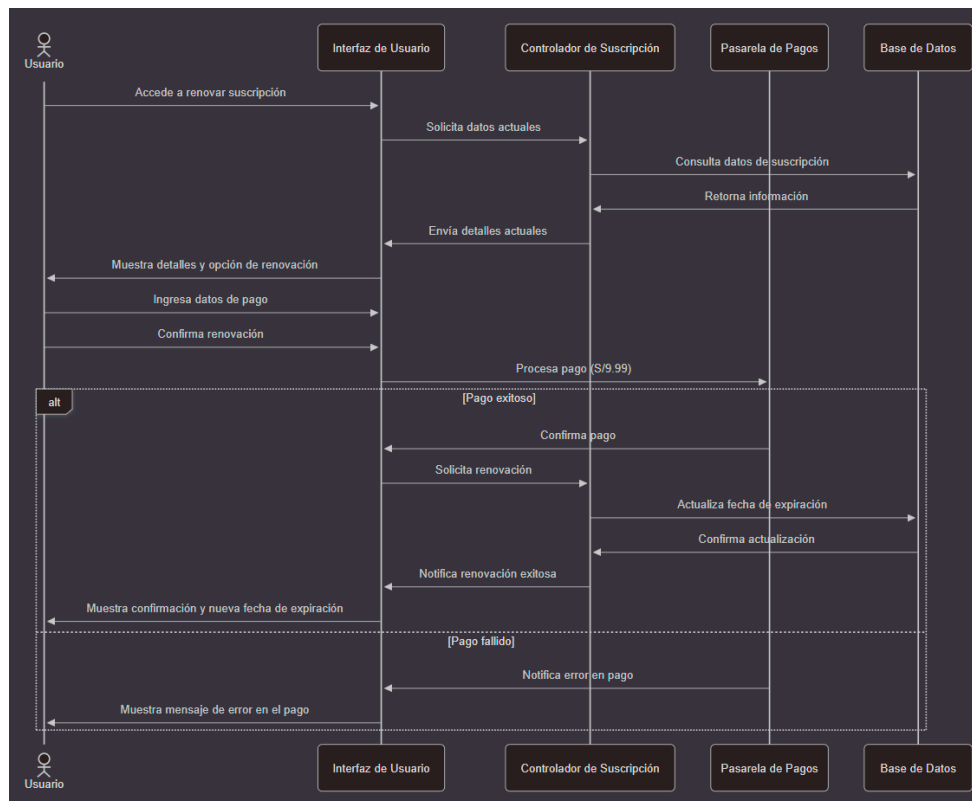 Usuario
Interfaz de Usuario
Controlador de Suscripción
Pasarela de Pagos
Base de Datos
Accede a renovar suscripción
Solicita datos actuales
Consulta datos de suscripción
Retorna información
Envía detalles actuales
Muestra detalles y opción de renovación
Ingresa datos de pago
Confirma renovación
Procesa pago (S/9.99)
alt
[Pago exitoso]
Confirma pago
Solicita renovación
Actualiza fecha de expiración
Confirma actualización
Notifica renovación exitosa
Muestra confirmación y nueva fecha de expiración
[Pago fallido]
Notifica error en pago
Muestra mensaje de error en el pago
Usuario
Interfaz de Usuario
Controlador de Suscripción
Pasarela de Pagos
Base de Datos